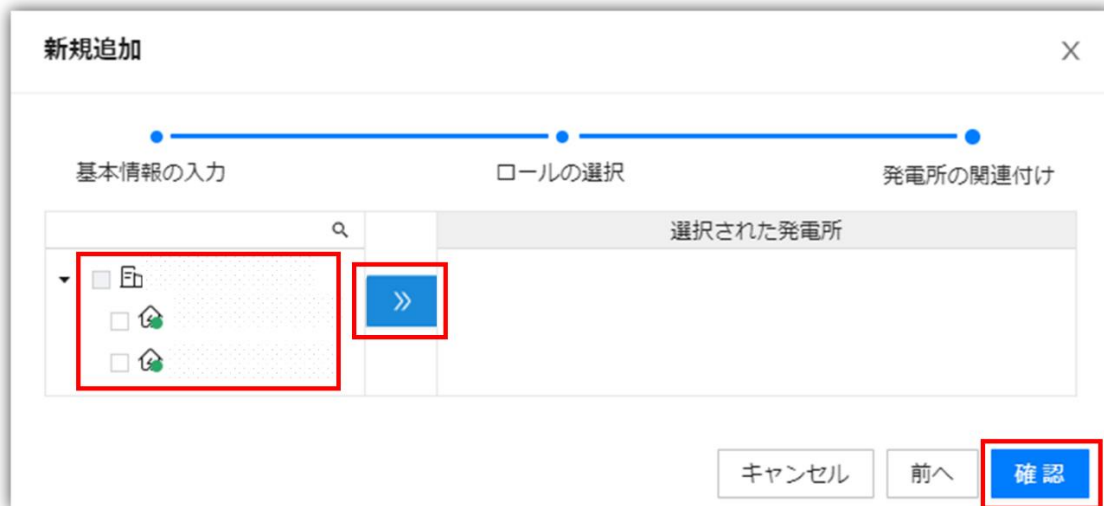 新規追加
基本情報の入力
ロールの選択
発電所の関連付け
選択された発電所
キャンセル
前へ
確認